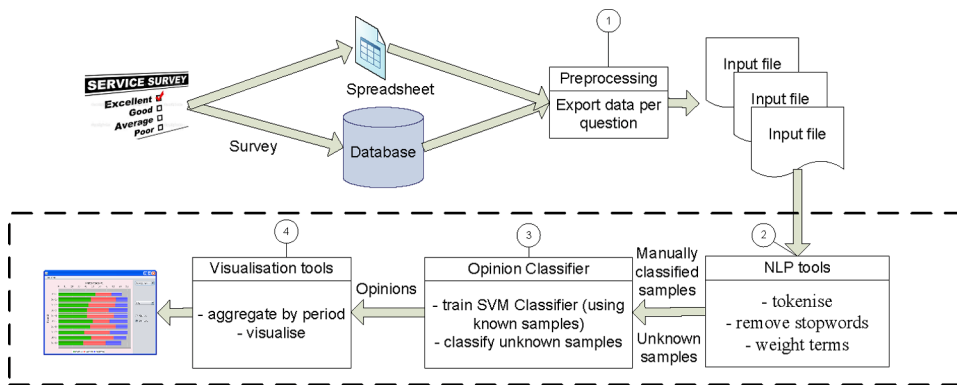 1
SERVICE SURVEY
Excellent
Good
Average
Poor
Spreadsheet
Survey
Database
Preprocessing
Export data per
question
Input file
Input file
Input file
4
Visualisation tools
- aggregate by period
- visualise
Opinions
3
Opinion Classifier
- train SVM Classifier (using
known samples)
- classify unknown samples
Manually
classified
samples
Unknown
samples
2
NLP tools
- tokenise
- remove stopwords
- weight terms